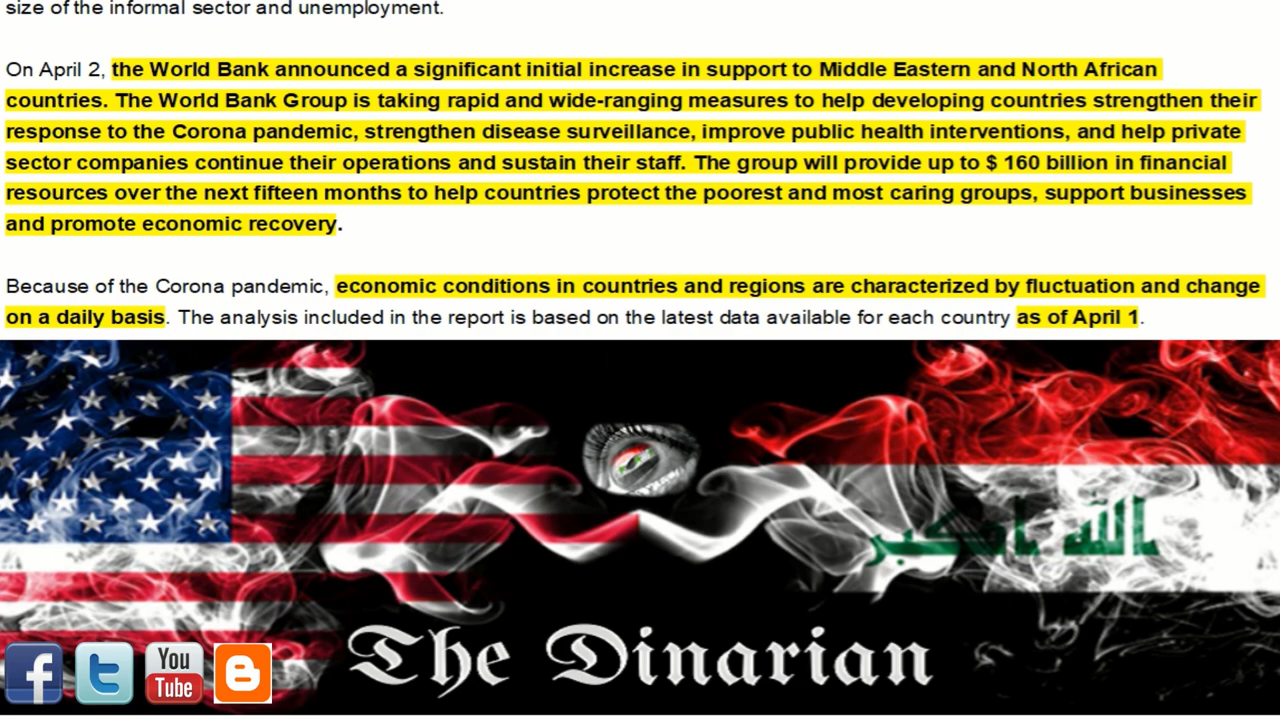 size of the informal sector and unemployment.
On April 2, the World Bank announced a significant initial increase in support to Middle Eastern and North African
countries. The World Bank Group is taking rapid and wide-ranging measures to help developing countries strengthen their
response to the Corona pandemic, strengthen disease surveillance, improve public health interventions, and help private
sector companies continue their operations and sustain their staff. The group will provide up to $ 160 billion in financial
resources over the next fifteen months to help countries protect the poorest and most caring groups, support businesses
and promote economic recovery.
Because of the Corona pandemic, economic conditions in countries and regions are characterized by fluctuation and change
on a daily basis. The analysis included in the report is based on the latest data available for each country as of April 1.
الله اكبر
The Dinarian
You
Tube